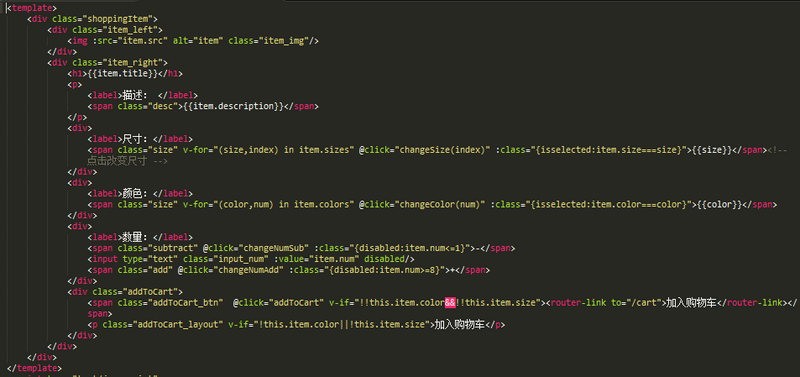 <template>
<div class="shoppingItem">
<div class="item_left">
<img :src="item.src" alt="item" class="item_img"/>
</div>
<div class="item_right">
<h1>{{item.title}}</h1>
<p>
<label>描述： </label>
<span class="desc">{{item.description}}</span>
</p>
<div>
<label>尺寸：</label>
<span class="size" v-for="(size,index) in item.sizes" @click="changeSize(index)" :class="{isselected:item.size===size}">{{size}}</span><!--
点击改变尺寸 -->
</div>
<div>
<label>颜色：</label>
<span class="size" v-for="(color,num) in item.colors" @click="changeColor(num)" :class="{isselected:item.color===color}">{{color}}</span>
</div>
<div>
<label>数量：</label>
<span class="subtract" @click="changeNumSub" :class="{disabled:item.num<=1}">-</span>
<input type="text" class="input_num" :value="item.num" disabled/>
<span class="add" @click="changeNumAdd" :class="{disabled:item.num>=8}">+</span>
</div>
<div class="addToCart">
<span class="addToCart_btn"  @click="addToCart" v-if="!!this.item.color&&!!this.item.size"><router-link to="/cart">加入购物车</router-link></
span>
<p class="addToCart_layout" v-if="!this.item.color||!this.item.size">加入购物车</p>
</div>
</div>
</div>
</template>